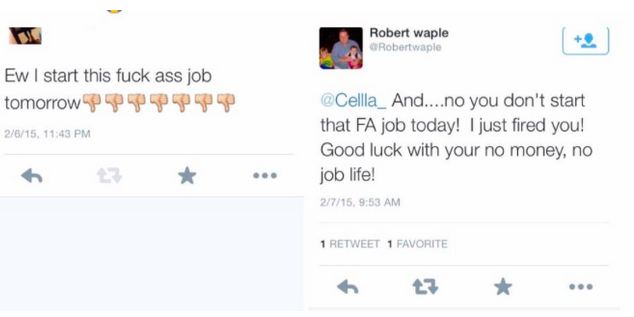 Ew I start this fuck ass job
tomorrow👎👎👎👎👎👎👎
2/6/15, 11:43 PM
Robert waple
@Robertwaple
@Cellla_ And....no you don't start
that FA job today! I just fired you!
Good luck with your no money, no
job life!
2/7/15, 9:53 AM
1 RETWEET 1 FAVORITE